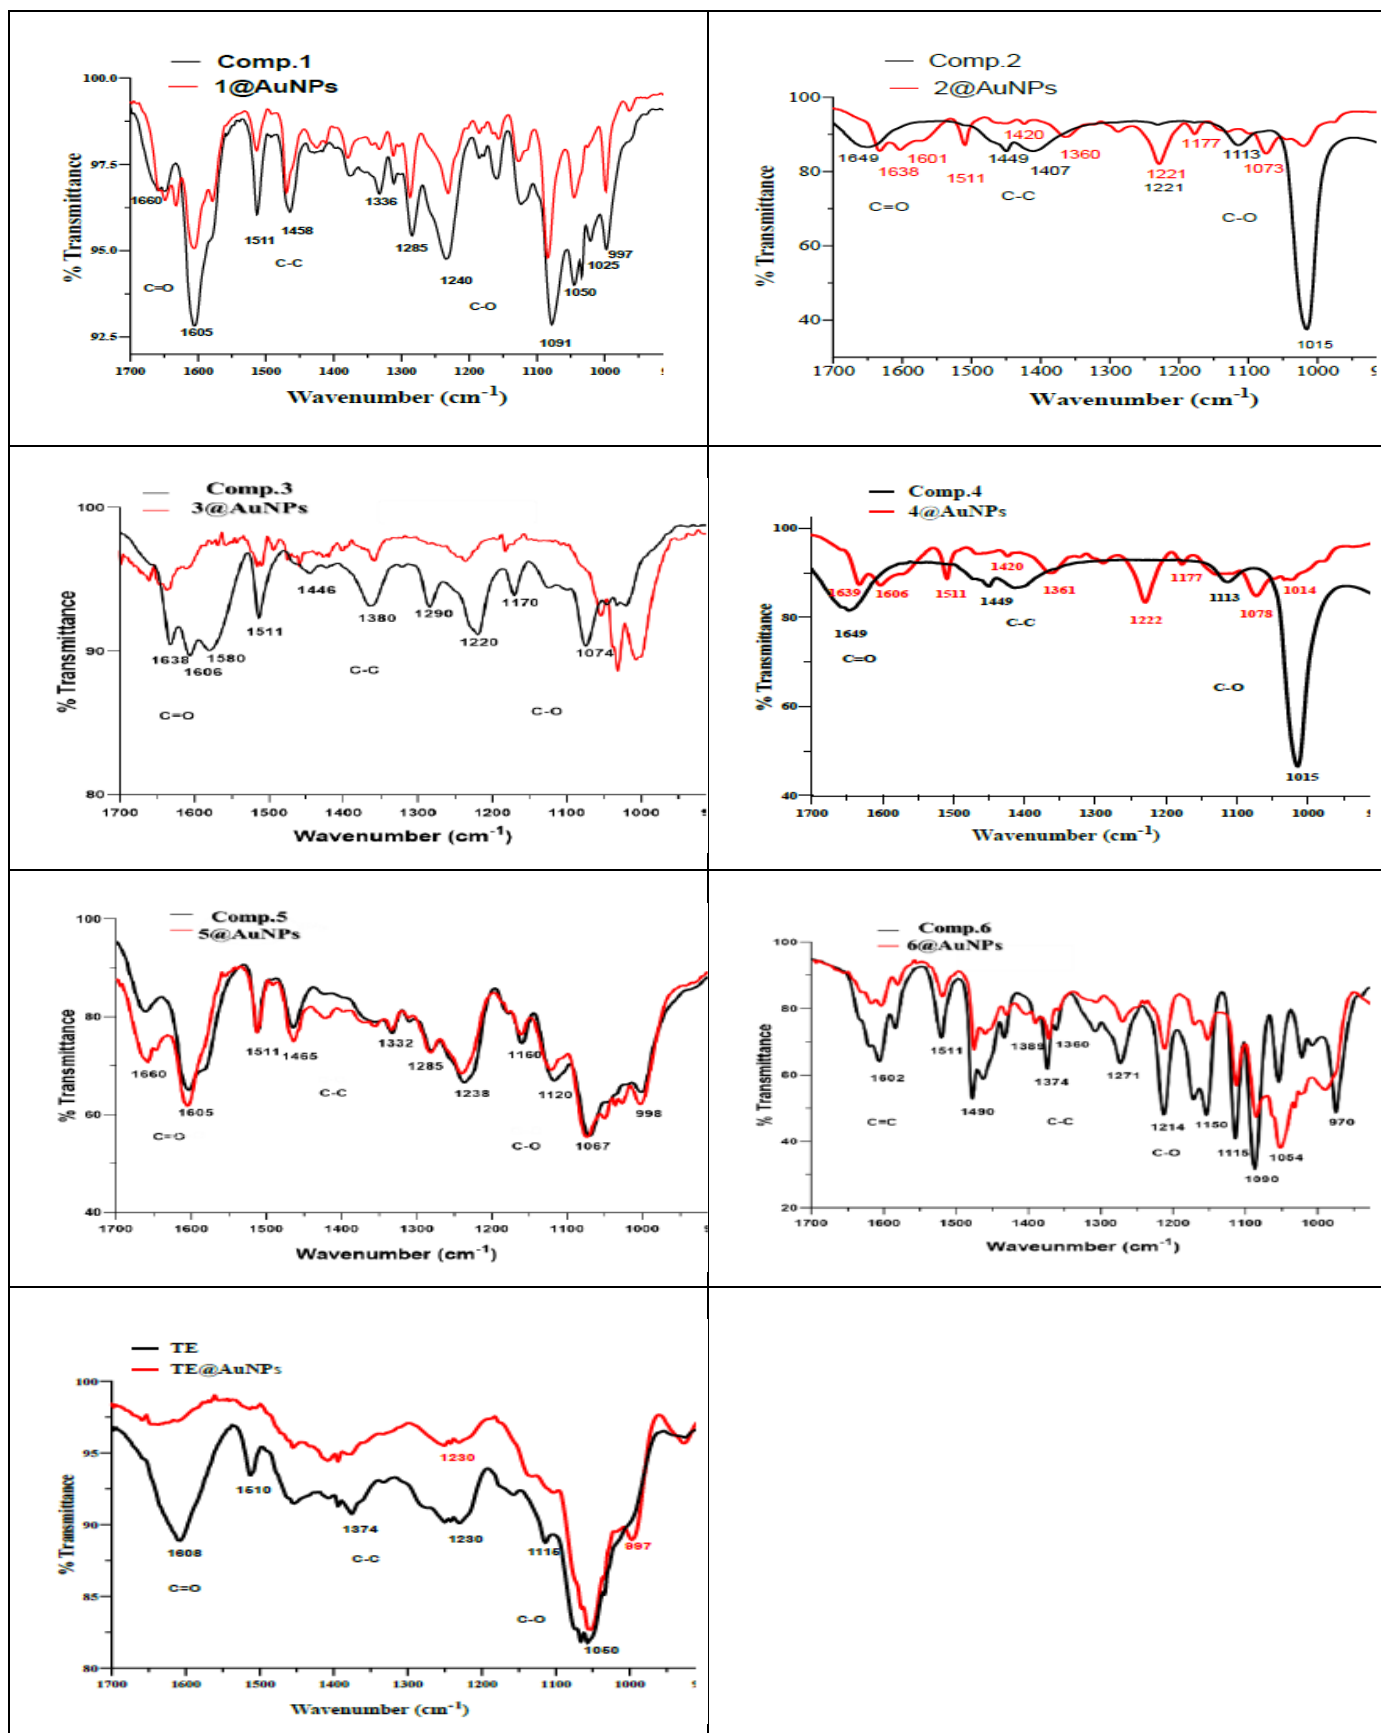 Comp.1
1@AuNPs
% Transmittance
100.0
97.5
95.0
92.5
1660
1605
1511
1458
1336
1285
1240
1091
1050
1025
997
C=O
C-C
C-O
1700 1600 1500 1400 1300 1200 1100 1000 9
Wavenumber (cm⁻¹)
Comp.2
2@AuNPs
% Transmittance
100
80
60
40
1649
1638
1601
1511
1449
1420
1407
1360
1221
1221
1177
1113
1073
1015
C=O
C-C
C-O
1700 1600 1500 1400 1300 1200 1100 1000 9
Wavenumber (cm⁻¹)
Comp.3
3@AuNPs
% Transmittance
100
90
80
1638
1606
1580
1511
1446
1380
1290
1220
1170
1074
C=O
C-C
C-O
1700 1600 1500 1400 1300 1200 1100 1000 9
Wavenumber (cm⁻¹)
Comp.4
4@AuNPs
% Transmittance
100
80
60
40
1639
1649
1606
1511
1449
1420
1361
1222
1177
1113
1078
1014
1015
C=O
C-C
C-O
1700 1600 1500 1400 1300 1200 1100 1000 9
Wavenumber (cm⁻¹)
Comp.5
5@AuNPs
% Transmittance
100
80
60
40
1660
1605
1511
1465
1332
1285
1238
1160
1120
1067
998
C=O
C-C
C-O
1700 1600 1500 1400 1300 1200 1100 1000 9
Wavenumber (cm⁻¹)
Comp.6
6@AuNPs
% Transmittance
100
80
60
40
20
1602
1511
1490
1389
1374
1360
1271
1214
1150
1115
1090
1054
970
C=C
C-C
C-O
1700 1600 1500 1400 1300 1200 1100 1000
Waveunmber (cm⁻¹)
TE
TE@AuNPs
% Transmittance
100
95
90
85
80
1608
1510
1374
1230
1230
1115
1050
997
C=O
C-C
C-O
1700 1600 1500 1400 1300 1200 1100 1000 9
Wavenumber (cm⁻¹)